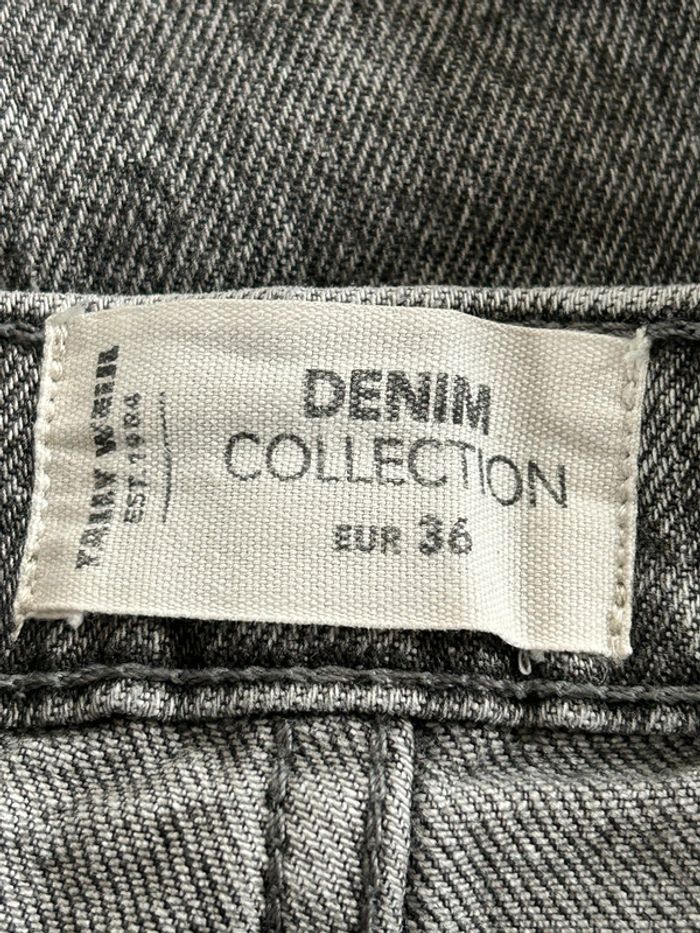 TALLY WEiJL
EST. 1984
DENIM
COLLECTION
EUR 36